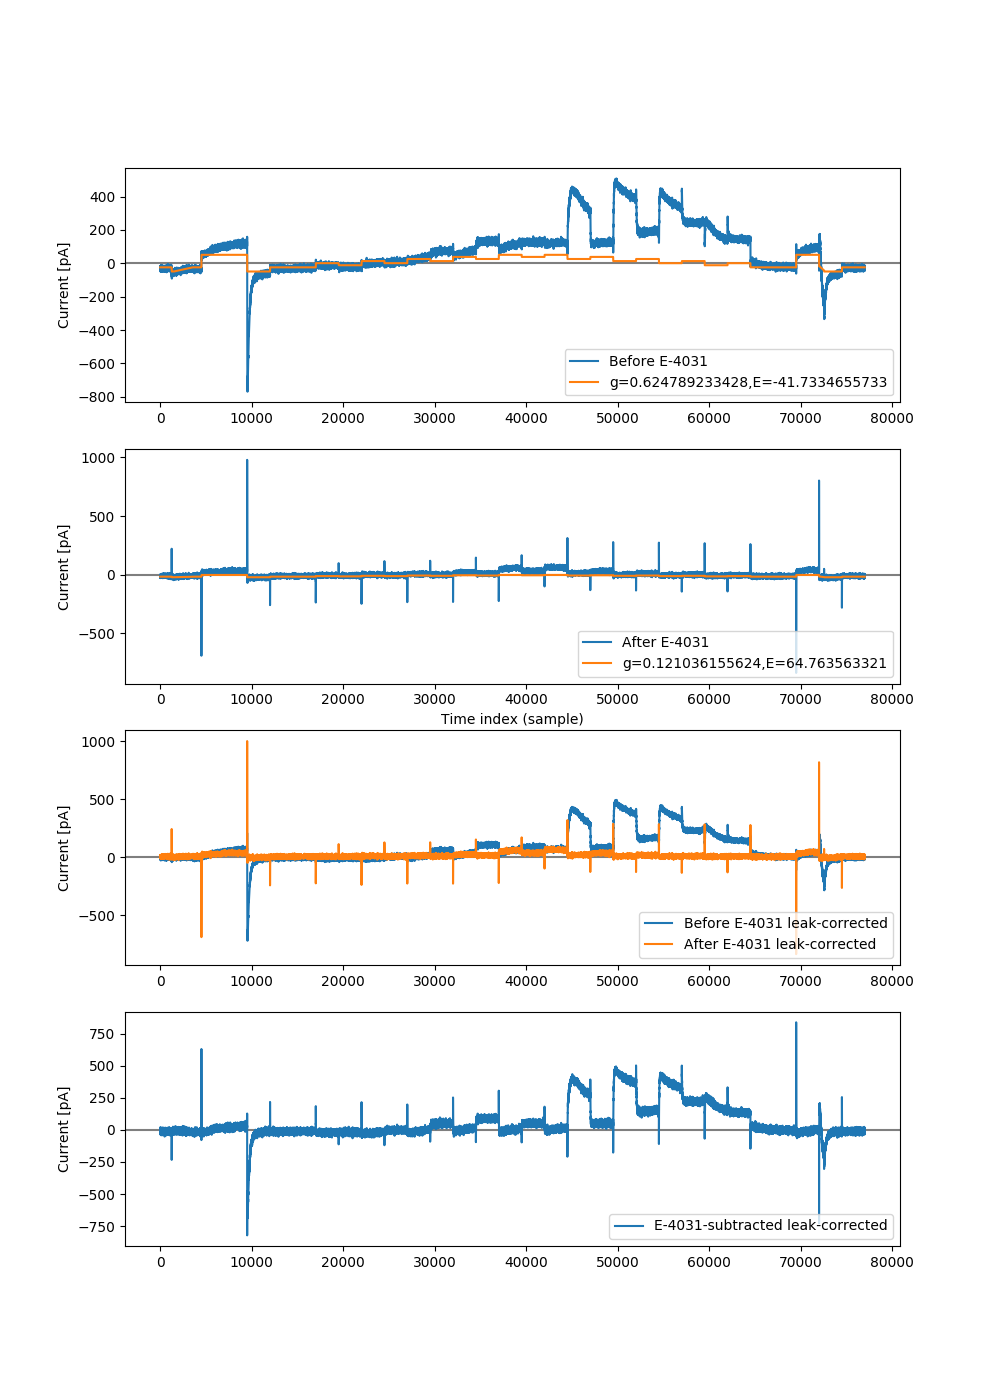 400
200
0
−200
−400
−600
−800
Current [pA]
Before E-4031
g=0.624789233428,E=-41.7334655733
0 10000 20000 30000 40000 50000 60000 70000 80000
1000
500
0
−500
Current [pA]
After E-4031
g=0.121036155624,E=64.763563321
0 10000 20000 30000 40000 50000 60000 70000 80000
Time index (sample)
1000
500
0
−500
Current [pA]
Before E-4031 leak-corrected
After E-4031 leak-corrected
0 10000 20000 30000 40000 50000 60000 70000 80000
750
500
250
0
−250
−500
−750
Current [pA]
E-4031-subtracted leak-corrected
0 10000 20000 30000 40000 50000 60000 70000 80000